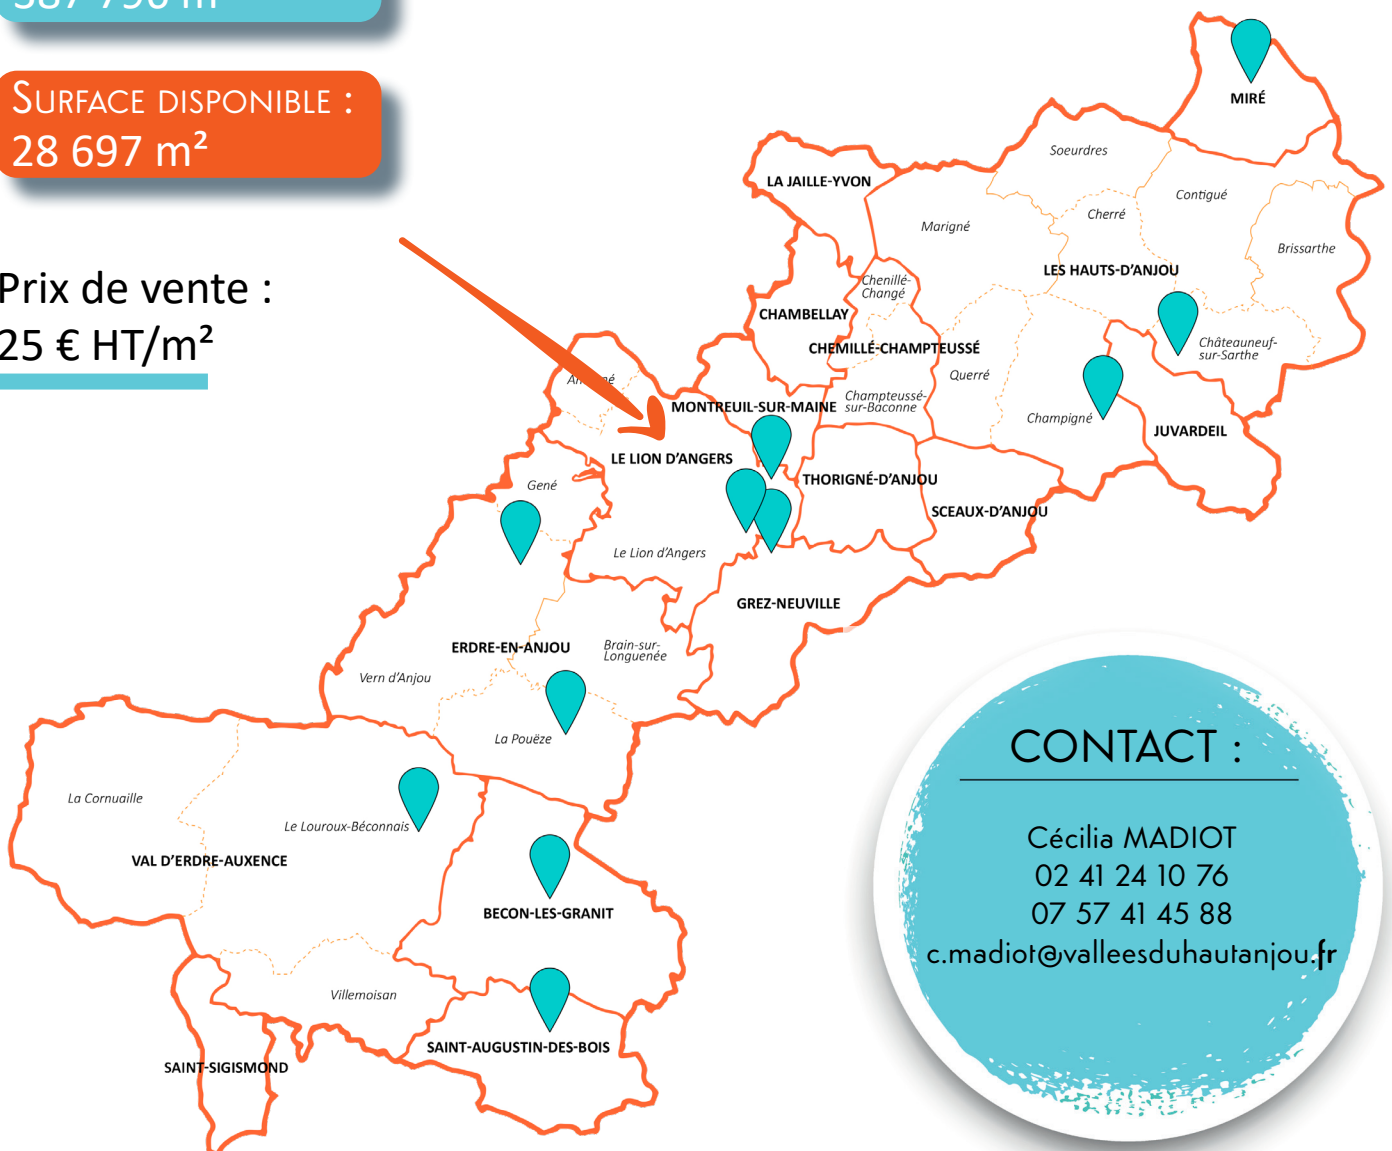 SURFACE DISPONIBLE :
28 697 m²
Prix de vente :
25 € HT/m²
MIRÉ
Soeurdres
LA JAILLE-YVON
Contigué
Cherré
Marigné
Brissarthe
LES HAUTS-D'ANJOU
Chenillé-
Changé
CHAMBELLAY
Châteauneuf-
sur-Sarthe
CHEMILLÉ-CHAMPTEUSSÉ
Querré
MONTREUIL-SUR-MAINE
Champteussé-
sur-Baconne
Champigné
JUVARDEIL
LE LION D'ANGERS
THORIGNÉ-D'ANJOU
Gené
SCEAUX-D'ANJOU
Le Lion d'Angers
GREZ-NEUVILLE
ERDRE-EN-ANJOU
Brain-sur-
Longuenée
Vern d'Anjou
La Pouëze
La Cornuaille
Le Louroux-Béconnais
VAL D'ERDRE-AUXENCE
BECON-LES-GRANIT
Villemoisan
SAINT-AUGUSTIN-DES-BOIS
SAINT-SIGISMOND
CONTACT :
Cécilia MADIOT
02 41 24 10 76
07 57 41 45 88
c.madiot@valleesduhautanjou.fr